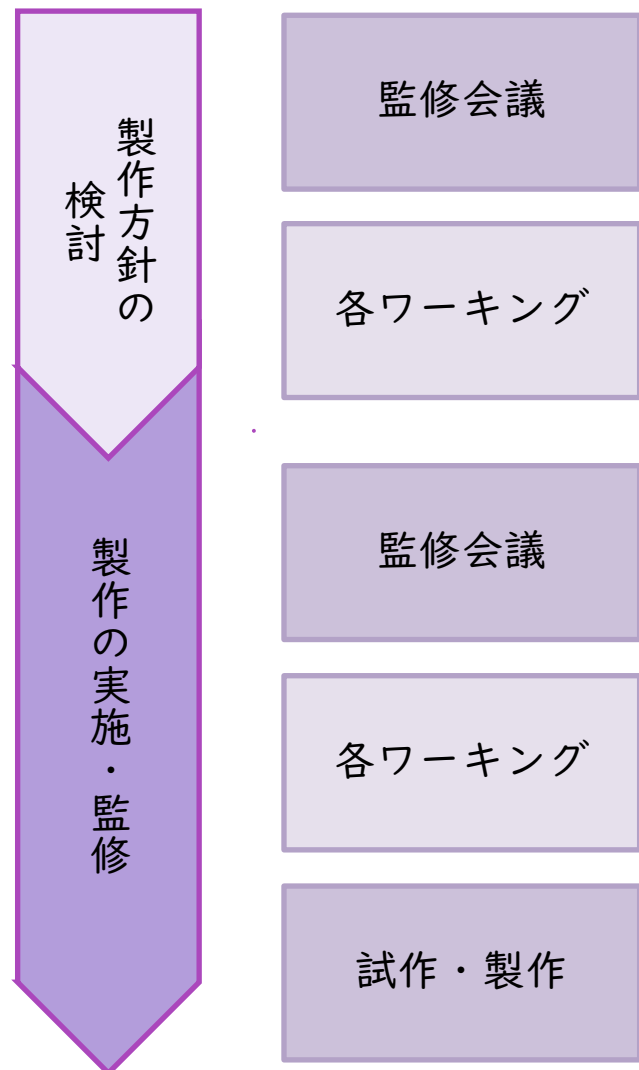 製作方針の
検討
監修会議
各ワーキング
製作の実施・監修
監修会議
各ワーキング
試作・製作